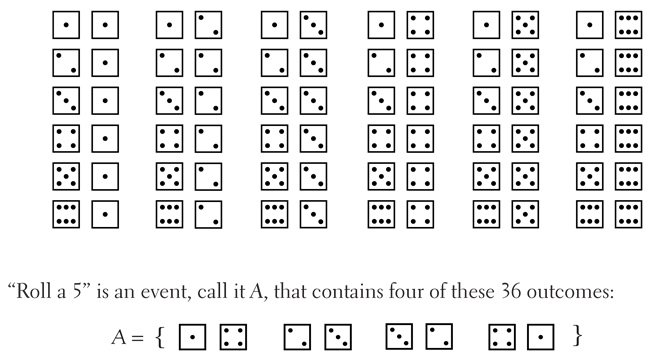 “Roll a 5” is an event, call it A, that contains four of these 36 outcomes:
A = { }